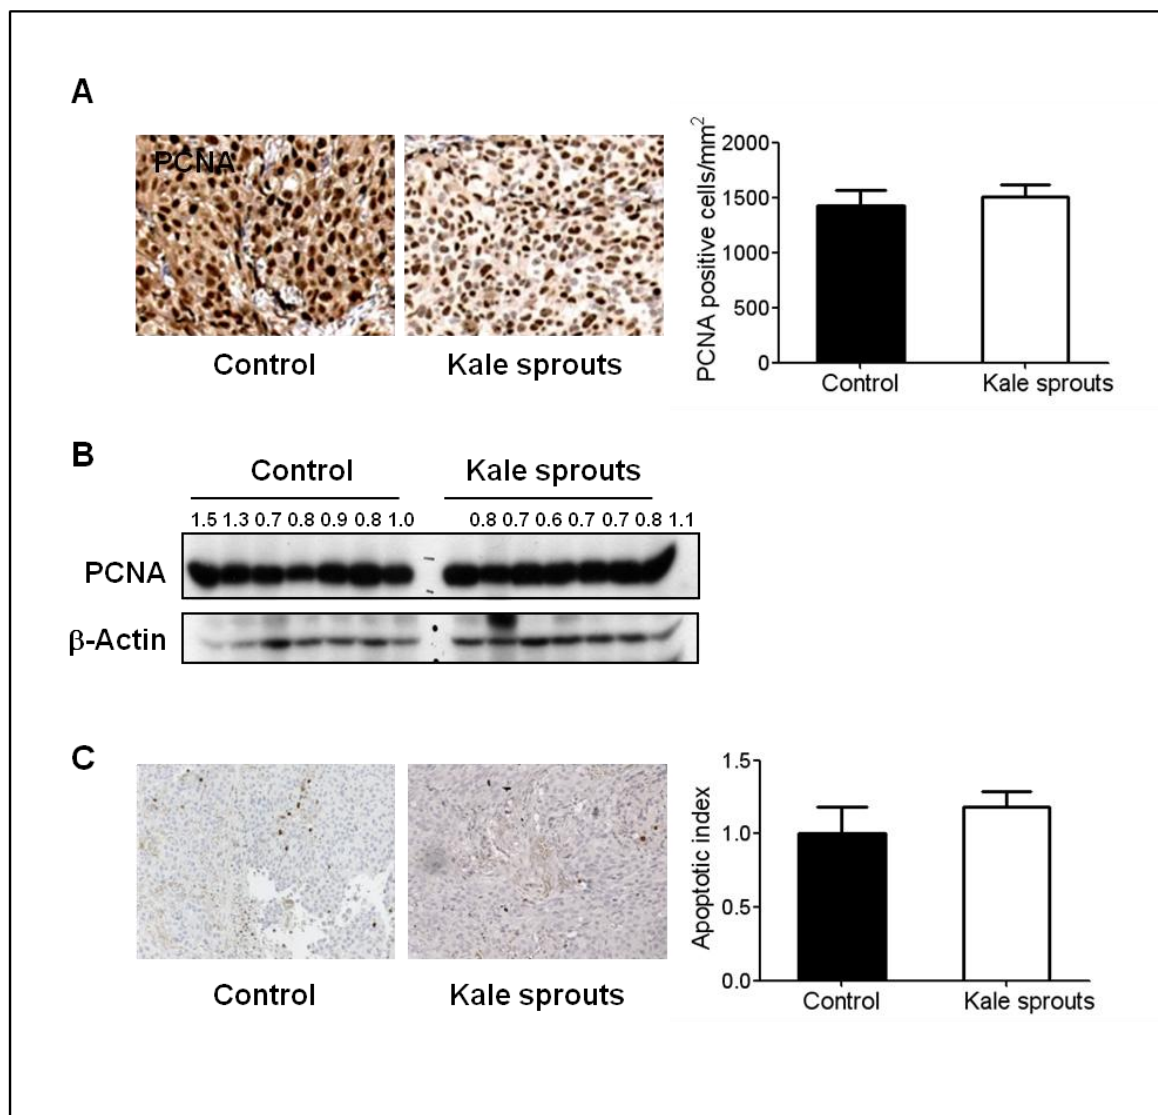 A
PCNA
Control
Kale sprouts
PCNA positive cells/mm²
2000
1500
1000
500
0
Control
Kale sprouts
B
Control
Kale sprouts
1.5 1.3 0.7 0.8 0.9 0.8 1.0
0.8 0.7 0.6 0.7 0.7 0.8 1.1
PCNA
β-Actin
C
Control
Kale sprouts
Apoptotic index
1.5
1.0
0.5
0.0
Control
Kale sprouts